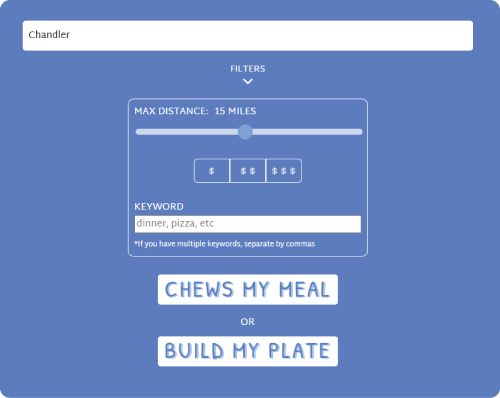 Chandler
FILTERS
MAX DISTANCE: 15 MILES
$ $ $ $ $ $
KEYWORD
dinner, pizza, etc
*If you have multiple keywords, separate by commas
CHEWS MY MEAL
OR
BUILD MY PLATE